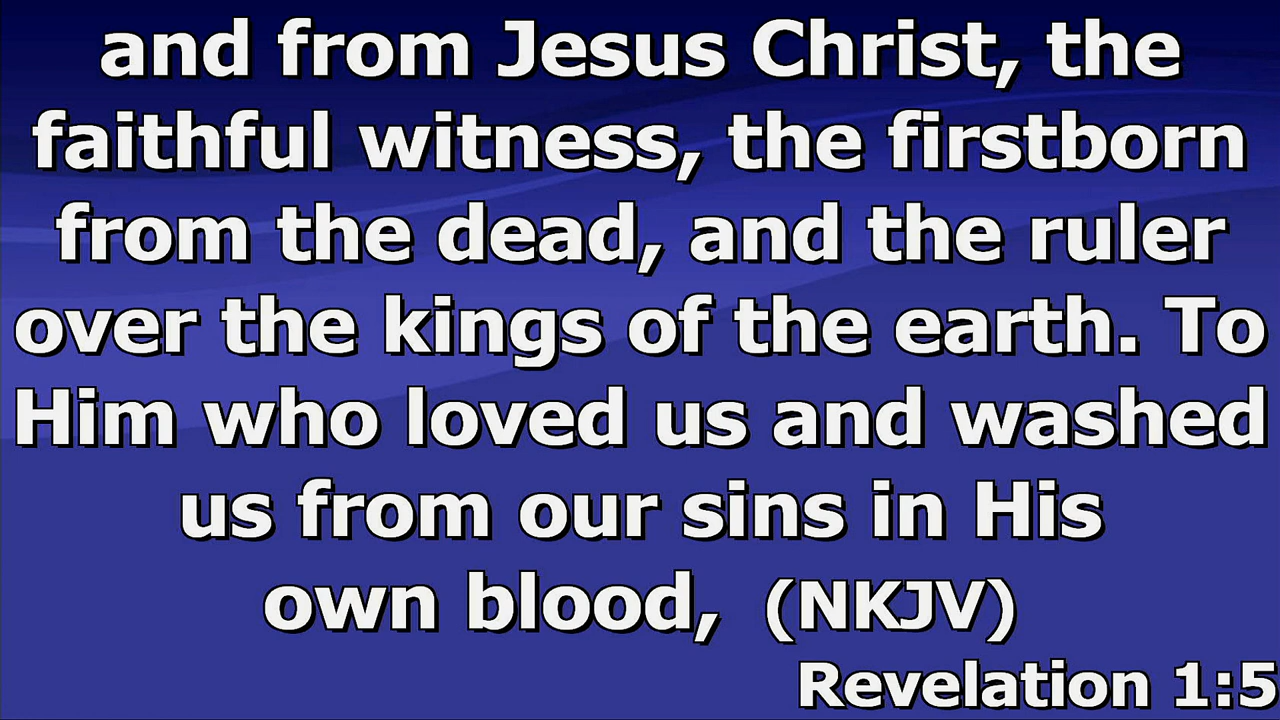 and from Jesus Christ, the
faithful witness, the firstborn
from the dead, and the ruler
over the kings of the earth. To
Him who loved us and washed
us from our sins in His
own blood, (NKJV)
Revelation 1:5